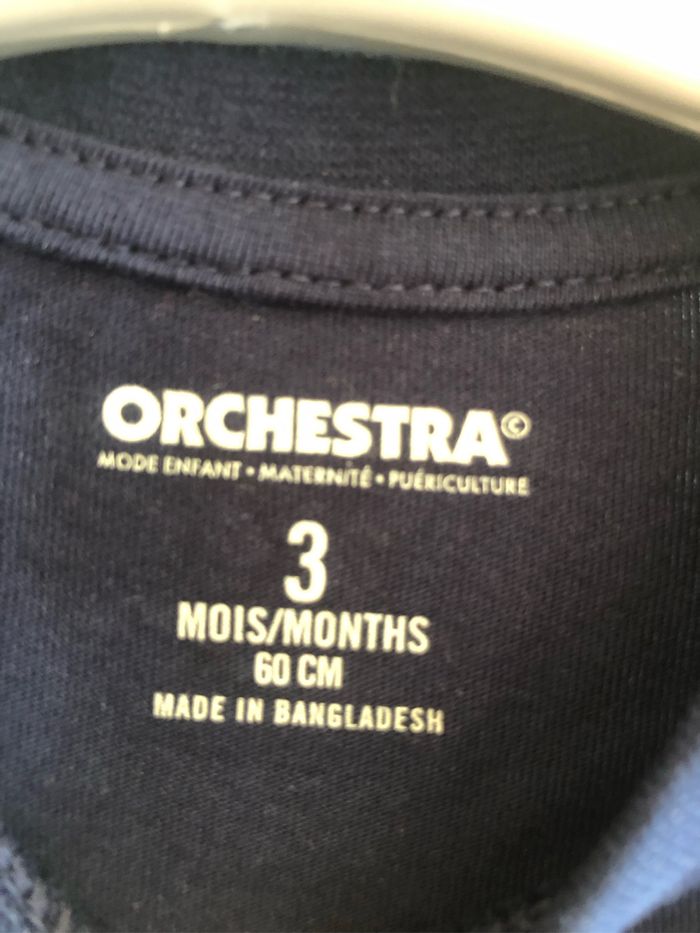 ORCHESTRA©
MODE ENFANT • MATERNITÉ • PUÉRICULTURE
3
MOIS/MONTHS
60 CM
MADE IN BANGLADESH